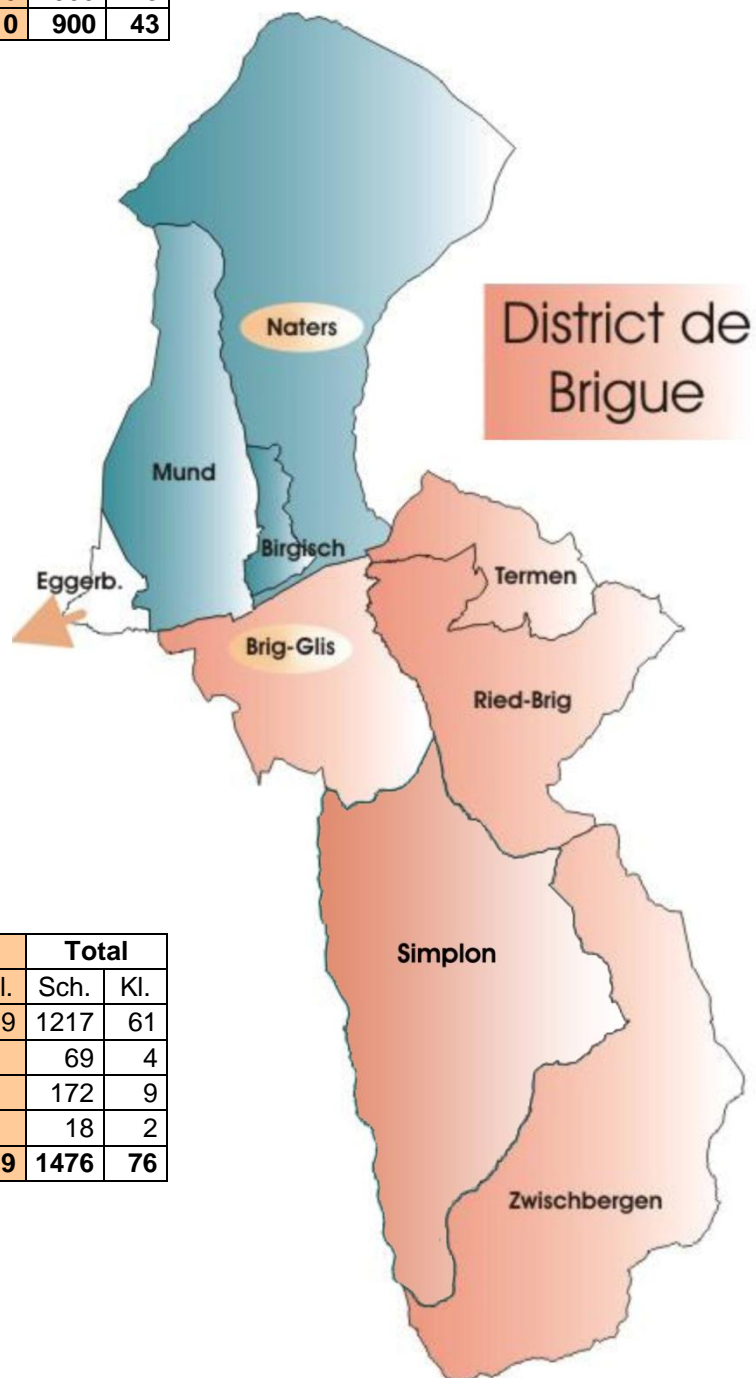 0 900 43
Naters
District de
Brigue
Mund
Birgisch
Eggerb.
Termen
Brig-Glis
Ried-Brig
Simplon
Total
l. Sch. Kl.
9 1217 61
69 4
172 9
18 2
9 1476 76
Zwischbergen